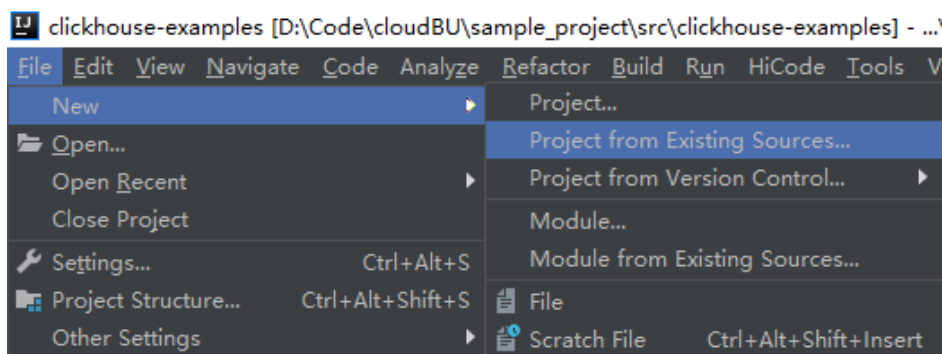 IJ clickhouse-examples [D:\Code\cloudBU\sample_project\src\clickhouse-examples] - ...\
File Edit View Navigate Code Analyze Refactor Build Run HiCode Tools V
New
Project...
Project from Existing Sources...
Open...
Project from Version Control...
Open Recent
Close Project
Module...
Settings... Ctrl+Alt+S
Module from Existing Sources...
Project Structure... Ctrl+Alt+Shift+S
File
Other Settings
Scratch File Ctrl+Alt+Shift+Insert